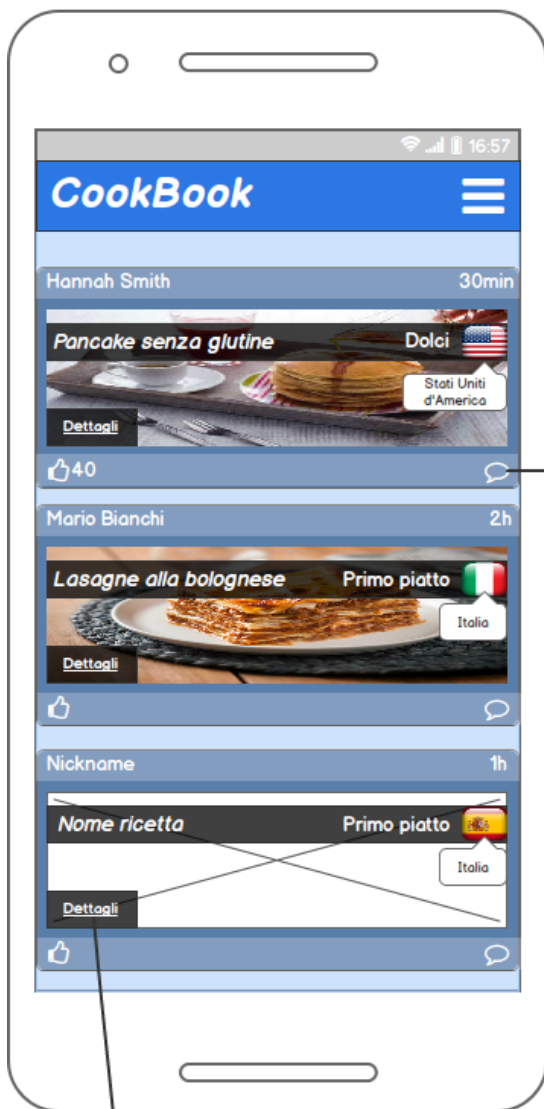 16:57
CookBook
Hannah Smith 30min
Pancake senza glutine Dolci
Stati Uniti
d'America
Dettagli
40
Mario Bianchi 2h
Lasagne alla bolognese Primo piatto
Italia
Dettagli
Nickname 1h
Nome ricetta Primo piatto
Italia
Dettagli